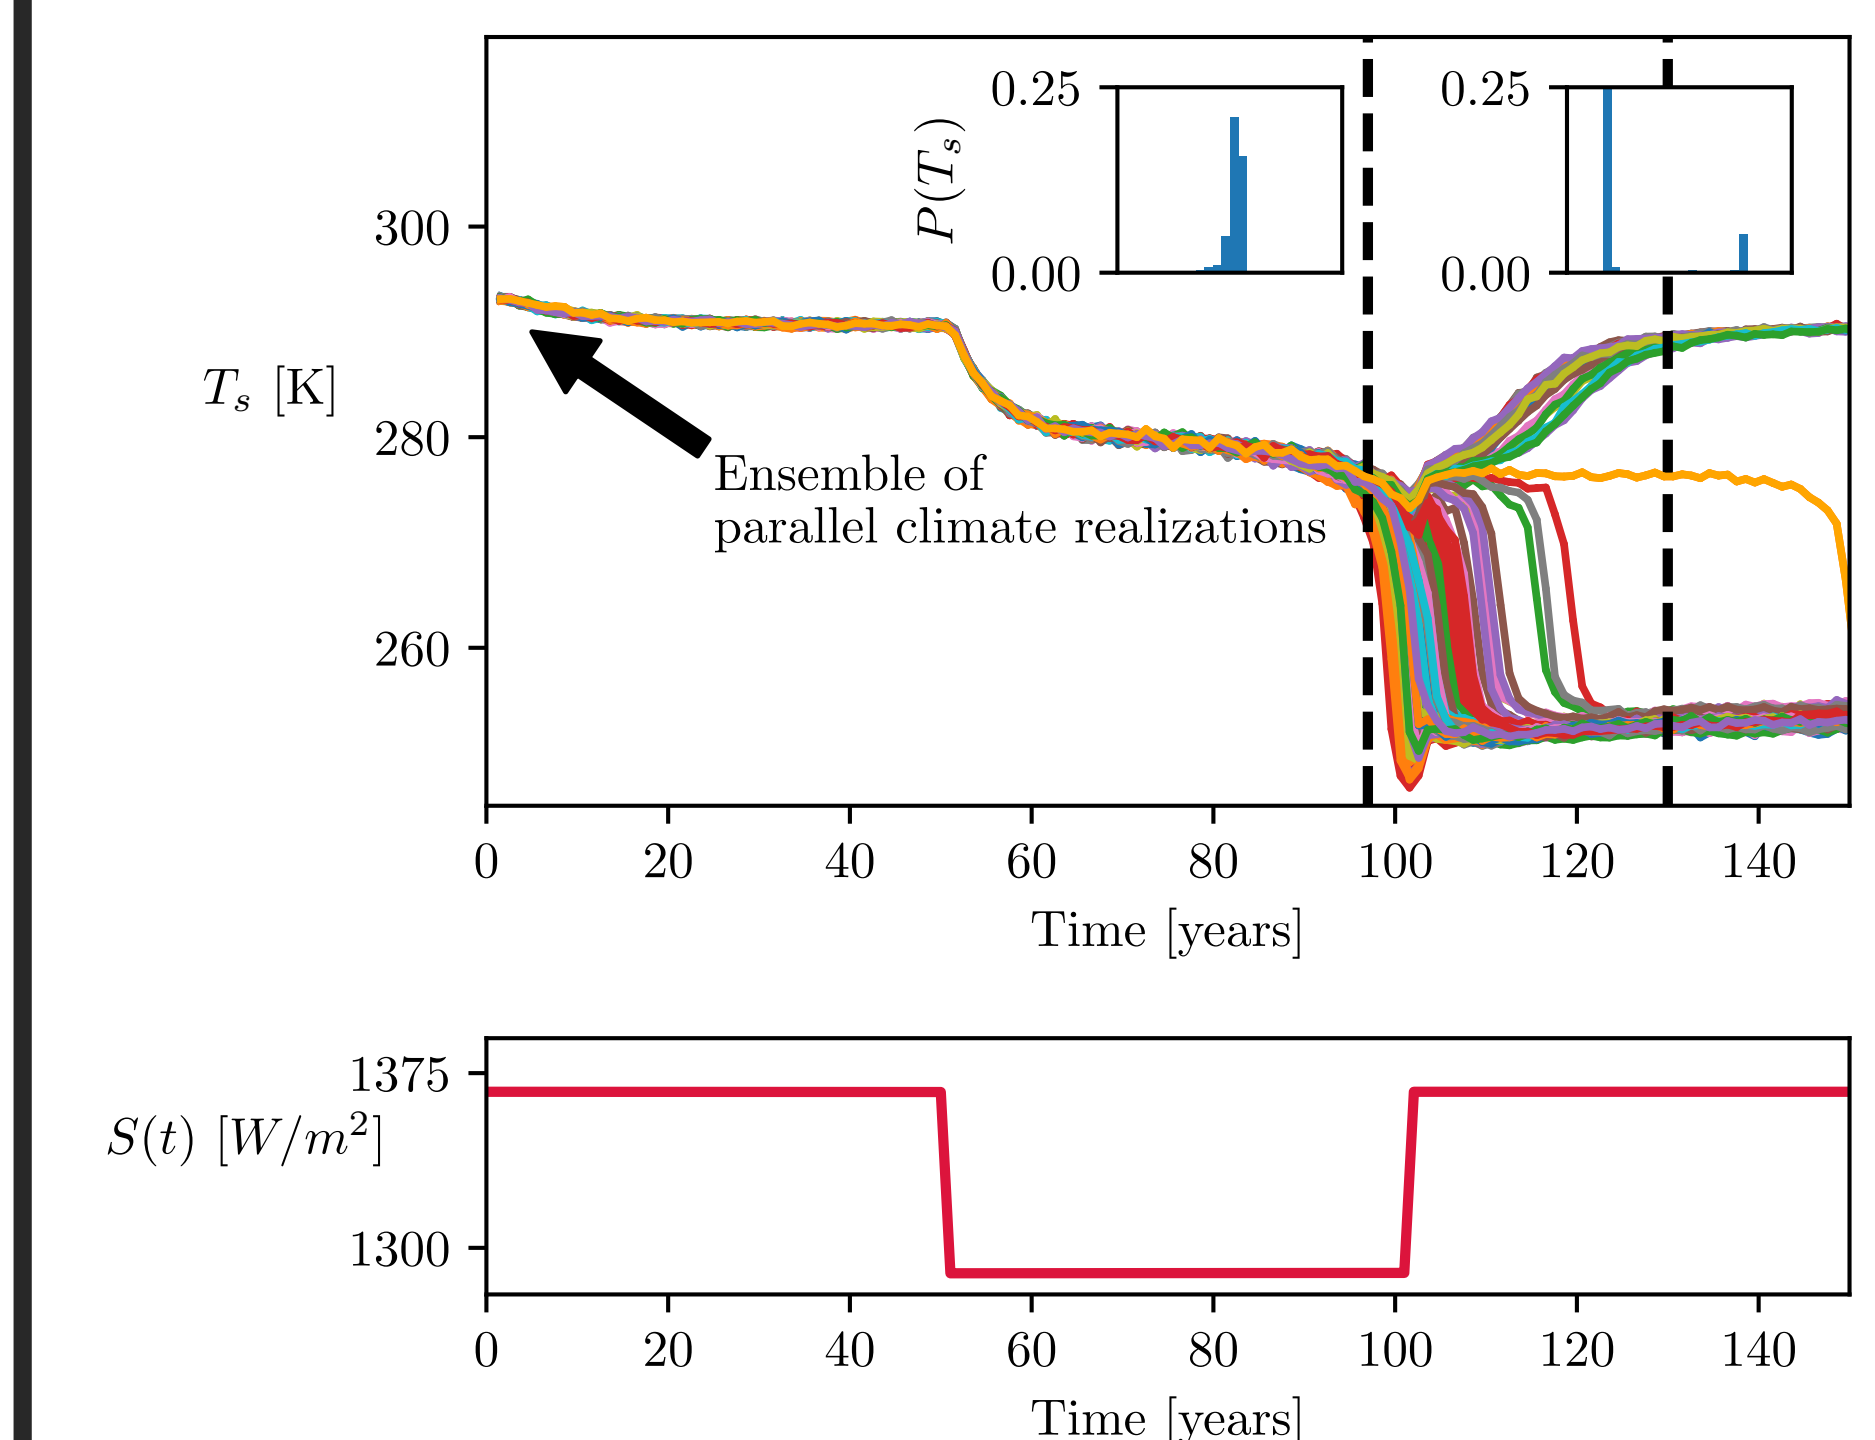 0.25
0.25
P(T_s)
0.00
0.00
300
T_s [K]
280
Ensemble of
parallel climate realizations
260
0 20 40 60 80 100 120 140
Time [years]
1375
S(t) [W/m²]
1300
0 20 40 60 80 100 120 140
Time [years]